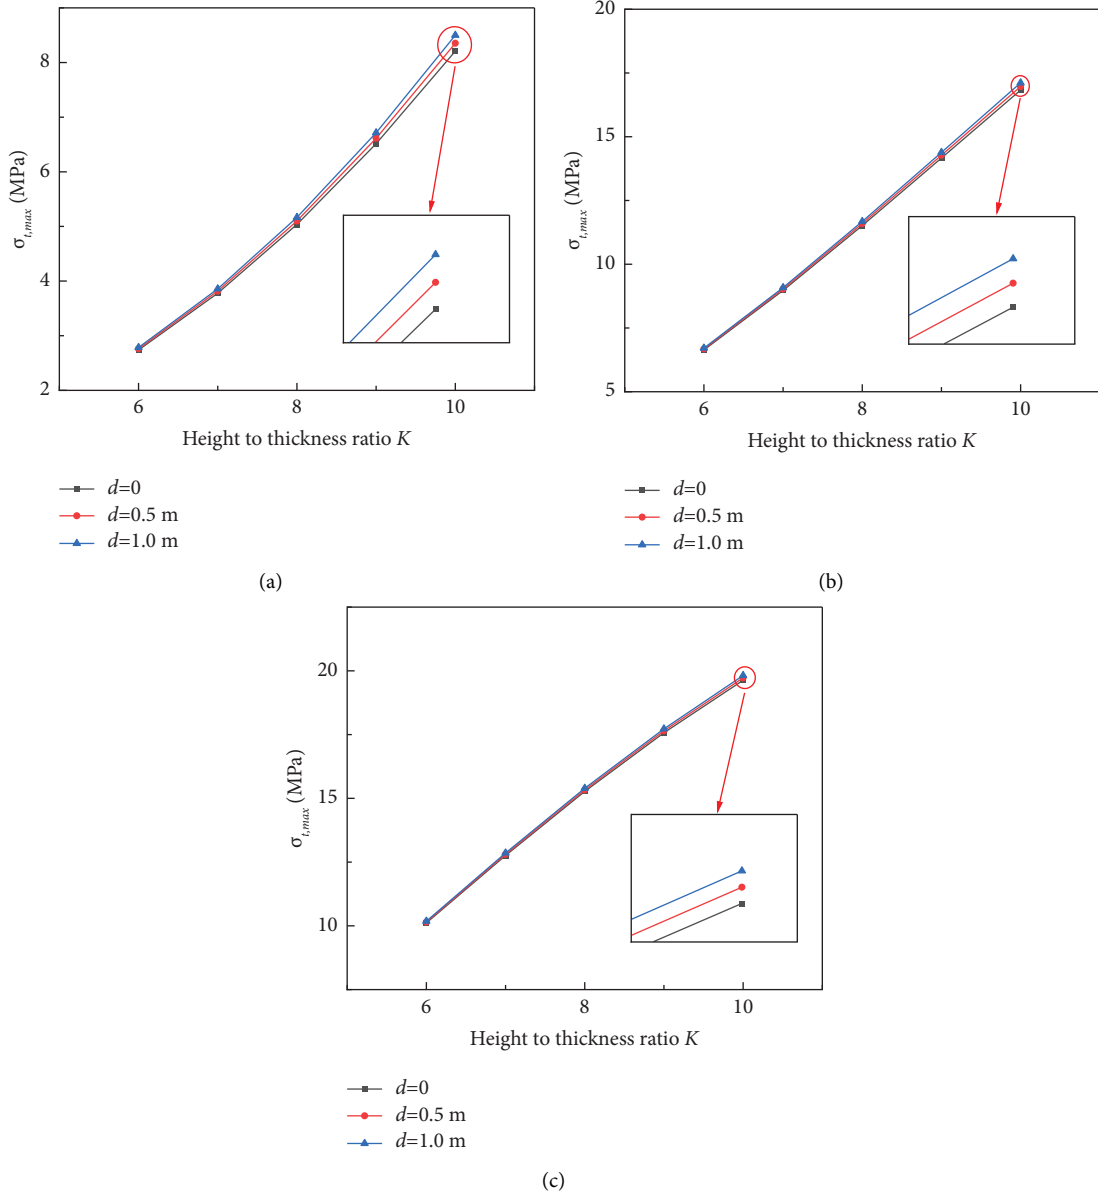 8
6
4
2
σt,max (MPa)
6
8
10
Height to thickness ratio K
d=0
d=0.5 m
d=1.0 m
(a)
20
15
10
5
σt,max (MPa)
6
8
10
Height to thickness ratio K
d=0
d=0.5 m
d=1.0 m
(b)
20
15
10
σt,max (MPa)
6
8
10
Height to thickness ratio K
d=0
d=0.5 m
d=1.0 m
(c)